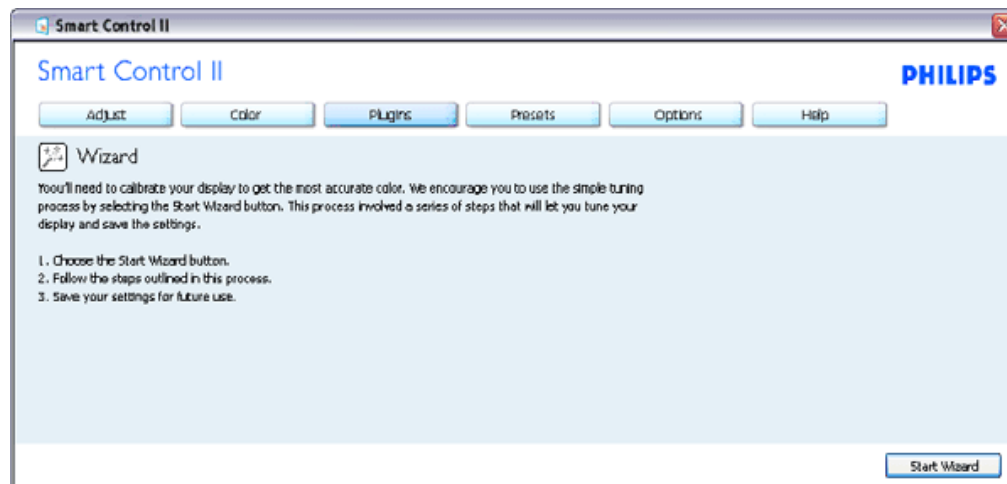 Smart Control II
Smart Control II
PHILIPS
Adjust Color Plugins Presets Options Help
Wizard
Yoou'll need to calibrate your display to get the most accurate color. We encourage you to use the simple tuning
process by selecting the Start Wizard button. This process involved a series of steps that will let you tune your
display and save the settings.
1. Choose the Start Wizard button.
2. Follow the steps outlined in this process.
3. Save your settings for future use.
Start Wizard